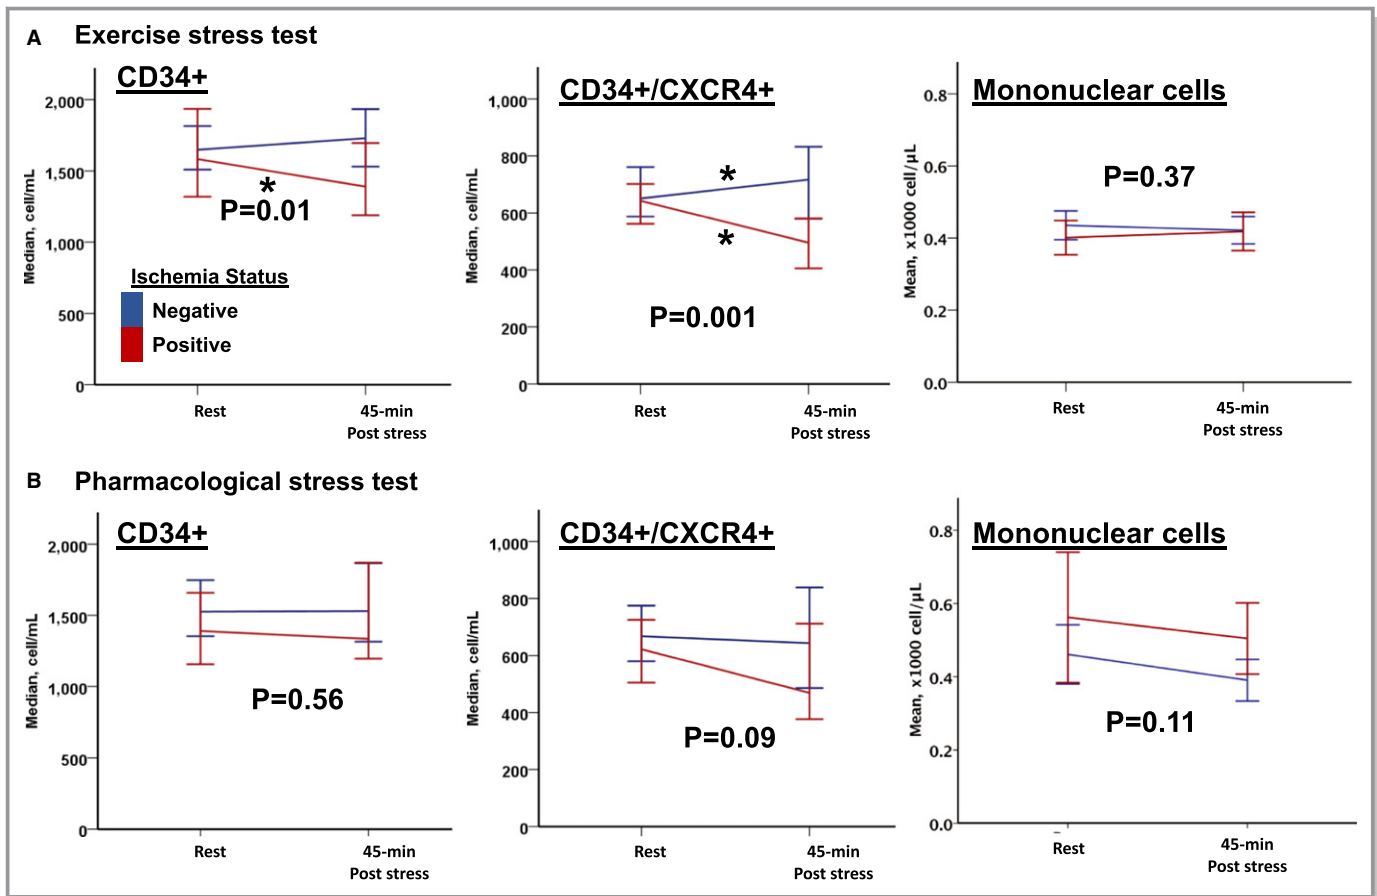 A Exercise stress test
CD34+
Median, cell/mL
2,000
1,500
1,000
500
0
*
P=0.01
Ischemia Status
Negative
Positive
Rest
45-min
Post stress
CD34+/CXCR4+
Median, cell/mL
1,000
800
600
400
200
0
*
*
P=0.001
Rest
45-min
Post stress
Mononuclear cells
Mean, x1000 cell/µL
0.8
0.6
0.4
0.2
0.0
P=0.37
Rest
45-min
Post stress
B Pharmacological stress test
CD34+
Median, cell/mL
2,000
1,500
1,000
500
0
P=0.56
Rest
45-min
Post stress
CD34+/CXCR4+
Median, cell/mL
1,000
800
600
400
200
0
P=0.09
Rest
45-min
Post stress
Mononuclear cells
Mean, x1000 cell/µL
0.8
0.6
0.4
0.2
0.0
P=0.11
Rest
45-min
Post stress